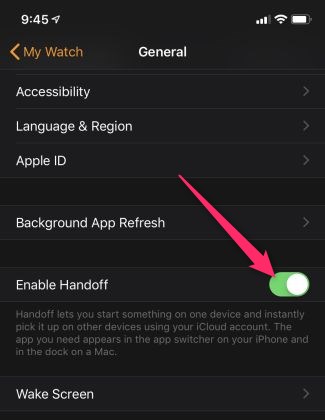 9:45
My Watch General
Accessibility
Language & Region
Apple ID
Background App Refresh
Enable Handoff
Handoff lets you start something on one device and instantly
pick it up on other devices using your iCloud account. The
app you need appears in the app switcher on your iPhone and
in the dock on a Mac.
Wake Screen